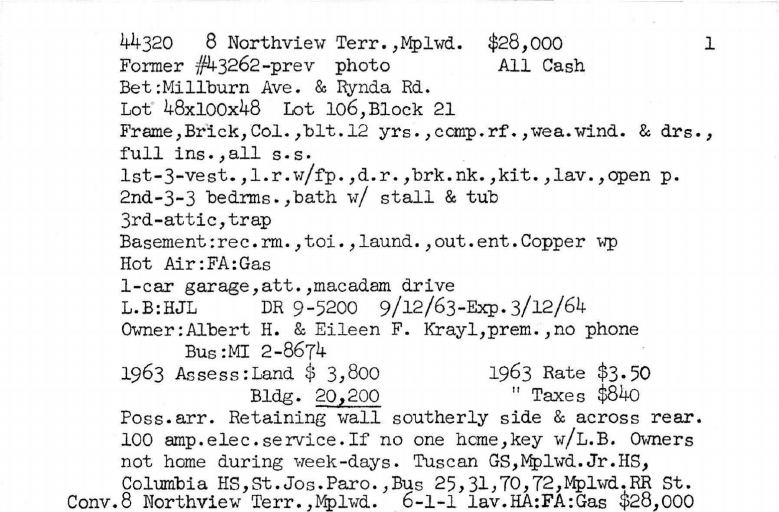 44320 8 Northview Terr.,Mplwd. $28,000 1
Former #43262-prev photo All Cash
Bet:Millburn Ave. & Rynda Rd.
Lot 48x100x48 Lot 106,Block 21
Frame,Brick,Col.,blt.12 yrs.,comp.rf.,wea.wind. & drs.,
full ins.,all s.s.
1st-3-vest.,l.r.w/fp.,d.r.,brk.nk.,kit.,lav.,open p.
2nd-3-3 bedrms.,bath w/ stall & tub
3rd-attic,trap
Basement:rec.rm.,toi.,laund.,out.ent.Copper wp
Hot Air:FA:Gas
1-car garage,att.,macadam drive
L.B:HJL DR 9-5200 9/12/63-Exp.3/12/64
Owner:Albert H. & Eileen F. Krayl,prem.,no phone
Bus:MI 2-8674
1963 Assess:Land $ 3,800 1963 Rate $3.50
Bldg. 20,200 " Taxes $840
Poss.arr. Retaining wall southerly side & across rear.
100 amp.elec.service.If no one home,key w/L.B. Owners
not home during week-days. Tuscan GS,Mplwd.Jr.HS,
Columbia HS,St.Jos.Paro.,Bus 25,31,70,72,Mplwd.RR St.
Conv.8 Northview Terr.,Mplwd. 6-1-1 lav.HA:FA:Gas $28,000